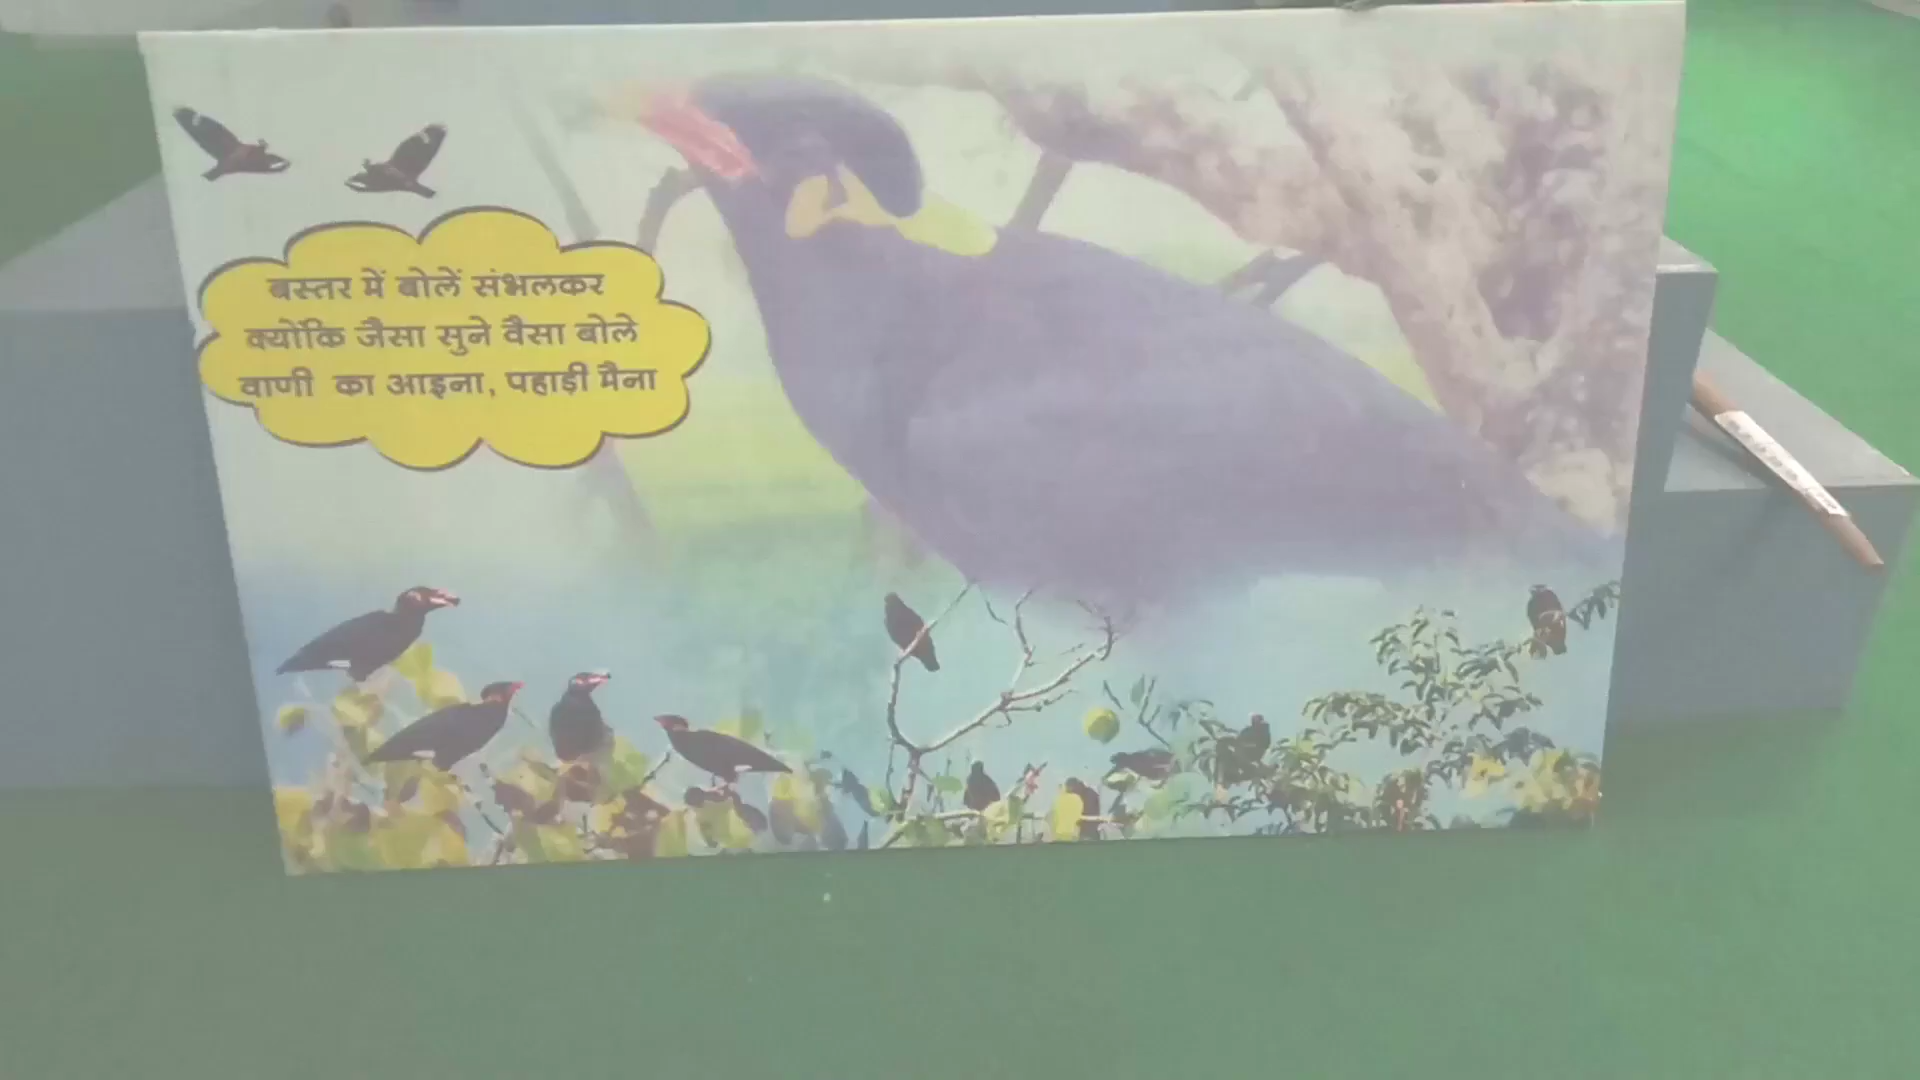 बस्तर में बोलें संभलकर
क्योंकि जैसा सुने वैसा बोले
वाणी का आइना, पहाड़ी मैना